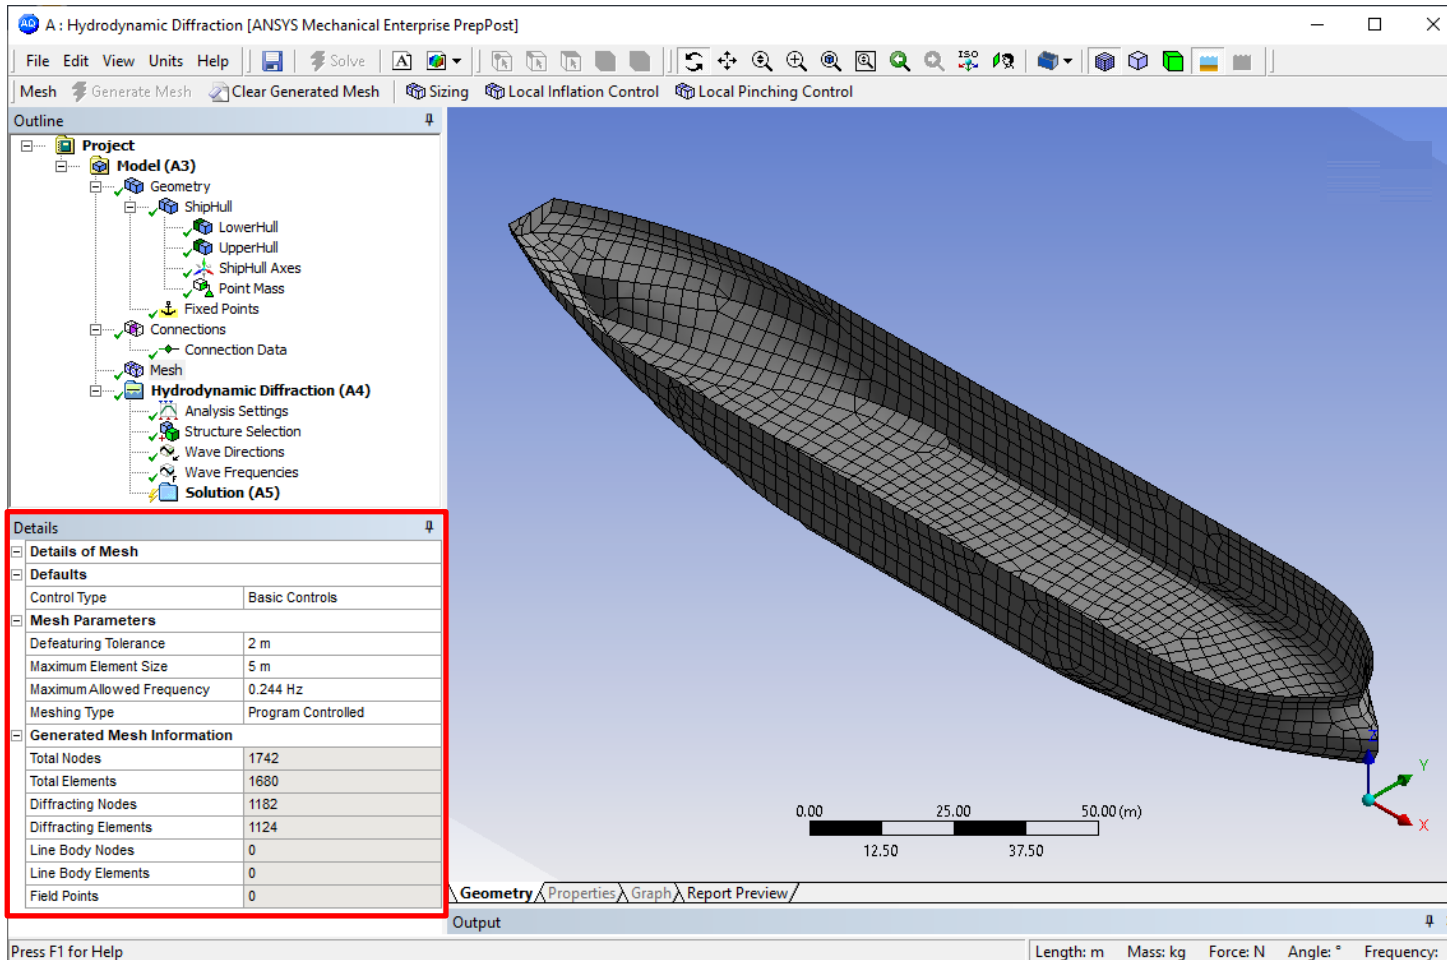 A : Hydrodynamic Diffraction [ANSYS Mechanical Enterprise PrepPost]
File Edit View Units Help Solve A ISO
Mesh Generate Mesh Clear Generated Mesh Sizing Local Inflation Control Local Pinching Control
Outline
Project
Model (A3)
Geometry
ShipHull
LowerHull
UpperHull
ShipHull Axes
Point Mass
Fixed Points
Connections
Connection Data
Mesh
Hydrodynamic Diffraction (A4)
Analysis Settings
Structure Selection
Wave Directions
Wave Frequencies
Solution (A5)
Details
Details of Mesh
Defaults
Control Type Basic Controls
Mesh Parameters
Defeaturing Tolerance 2 m
Maximum Element Size 5 m
Maximum Allowed Frequency 0.244 Hz
Meshing Type Program Controlled
Generated Mesh Information
Total Nodes 1742
Total Elements 1680
Diffracting Nodes 1182
Diffracting Elements 1124
Line Body Nodes 0
Line Body Elements 0
Field Points 0
Z
Y
X
0.00 25.00 50.00 (m)
12.50 37.50
Geometry Properties Graph Report Preview
Output
Press F1 for Help Length: m Mass: kg Force: N Angle: ° Frequency: